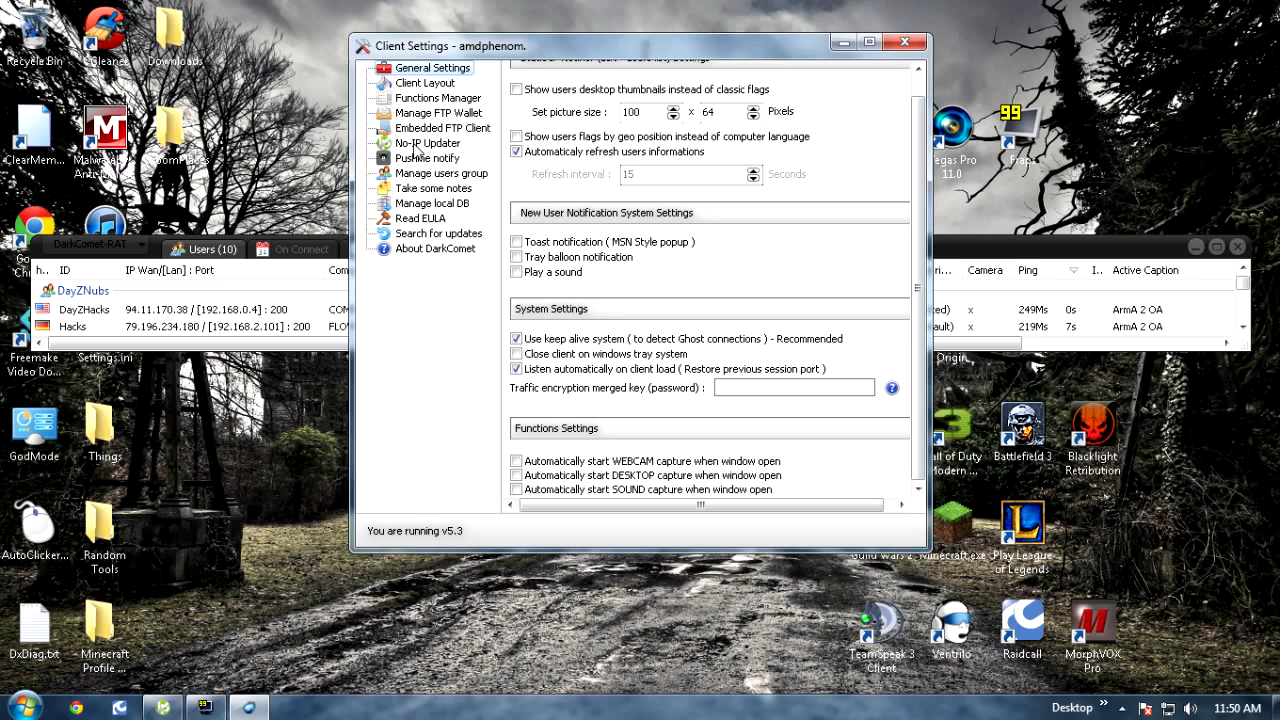 Recycle Bin
CCleaner
Downloads
Client Settings - amdphenom.
General Settings
Client Layout
Functions Manager
Manage FTP Wallet
Embedded FTP Client
No-IP Updater
Pushme notify
Manage users group
Take some notes
Manage local DB
Read EULA
Search for updates
About DarkComet
Show users desktop thumbnails instead of classic flags
Set picture size : 100 x 64 Pixels
Show users flags by geo position instead of computer language
Automaticaly refresh users informations
Refresh interval : 15 Seconds
New User Notification System Settings
Toast notification ( MSN Style popup )
Tray balloon notification
Play a sound
System Settings
Use keep alive system ( to detect Ghost connections ) - Recommended
Close client on windows tray system
Listen automatically on client load ( Restore previous session port )
Traffic encryption merged key (password) :
Functions Settings
Automatically start WEBCAM capture when window open
Automatically start DESKTOP capture when window open
Automatically start SOUND capture when window open
You are running v5.3
ClearMem...
Vegas Pro
11.0
99
Fraps
DarkComet-RAT
Users (10)
On Connect
h.. ID IP Wan/[Lan] : Port
Camera Ping I.. Active Caption
DayZNubs
DayZHacks 94.11.170.38 / [192.168.0.4] : 200
x 249Ms 0s ArmA 2 OA
Hacks 79.196.234.180 / [192.168.2.101] : 200
x 219Ms 7s ArmA 2 OA
Freemake
Video Do...
Settings.ini
Origin
GodMode
Things
Modern ...
Battlefield 3
Blacklight
Retribution
AutoClicker...
Random
Tools
Guild Wars 2
Minecraft.exe
Play League
of Legends
DxDiag.txt
Minecraft
Profile ...
TeamSpeak 3
Client
Ventrilo
Raidcall
MorphVOX
Pro
99
Desktop
11:50 AM